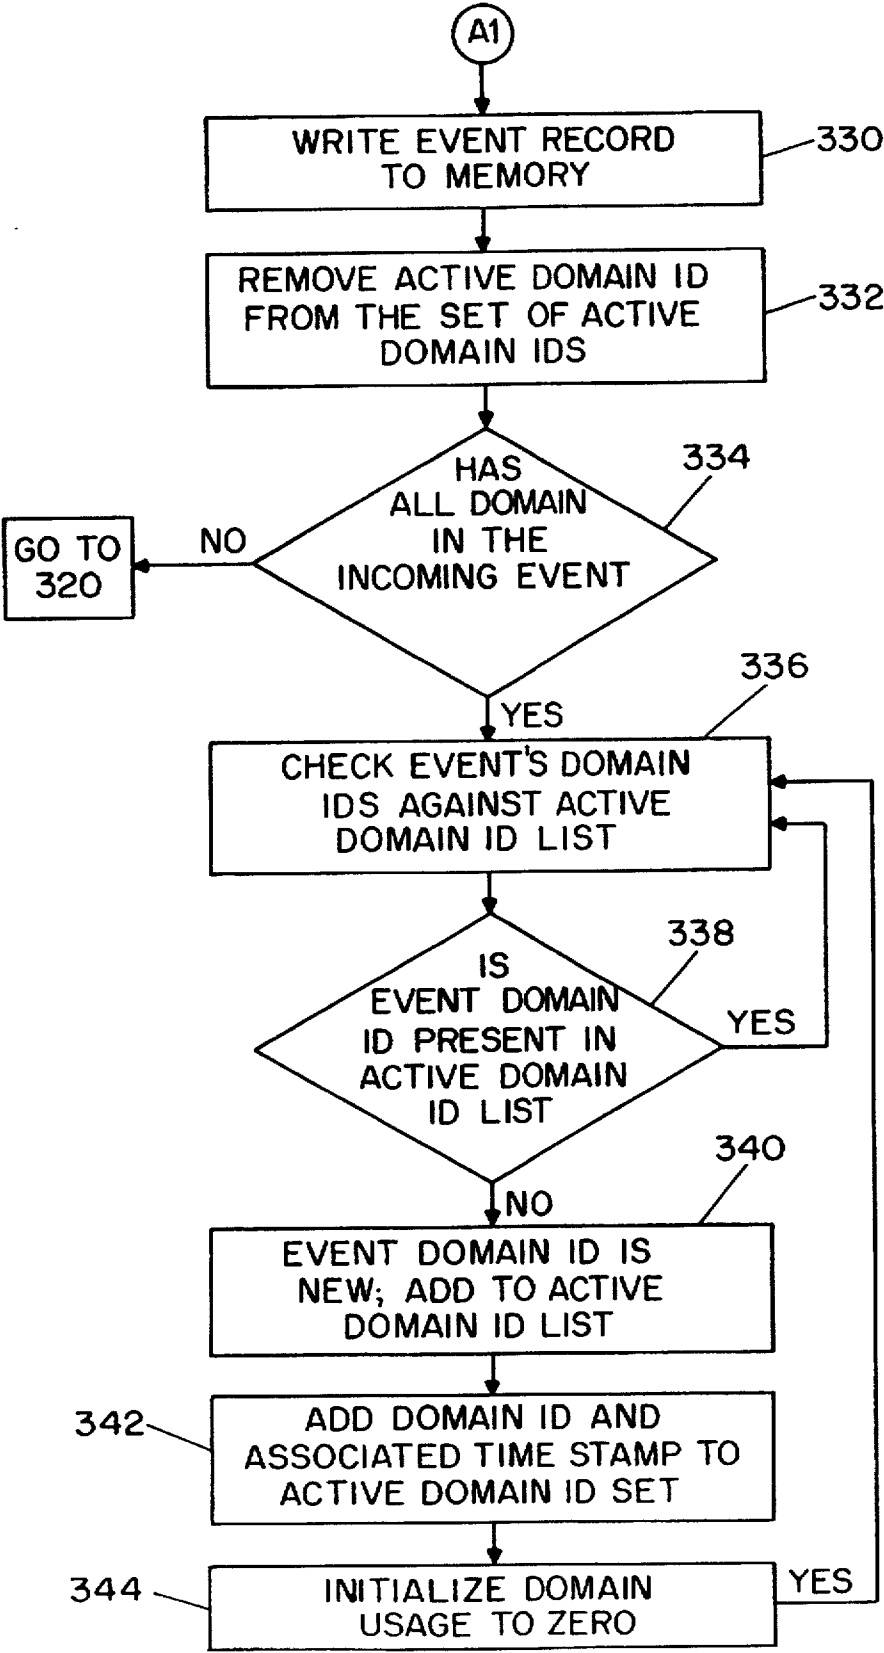 A1
WRITE EVENT RECORD
TO MEMORY
330
REMOVE ACTIVE DOMAIN ID
FROM THE SET OF ACTIVE
DOMAIN IDS
332
HAS
ALL DOMAIN
IN THE
INCOMING EVENT
334
NO
GO TO
320
YES
336
CHECK EVENT'S DOMAIN
IDS AGAINST ACTIVE
DOMAIN ID LIST
338
IS
EVENT DOMAIN
ID PRESENT IN
ACTIVE DOMAIN
ID LIST
YES
NO
340
EVENT DOMAIN ID IS
NEW; ADD TO ACTIVE
DOMAIN ID LIST
342
ADD DOMAIN ID AND
ASSOCIATED TIME STAMP TO
ACTIVE DOMAIN ID SET
344
INITIALIZE DOMAIN
USAGE TO ZERO
YES